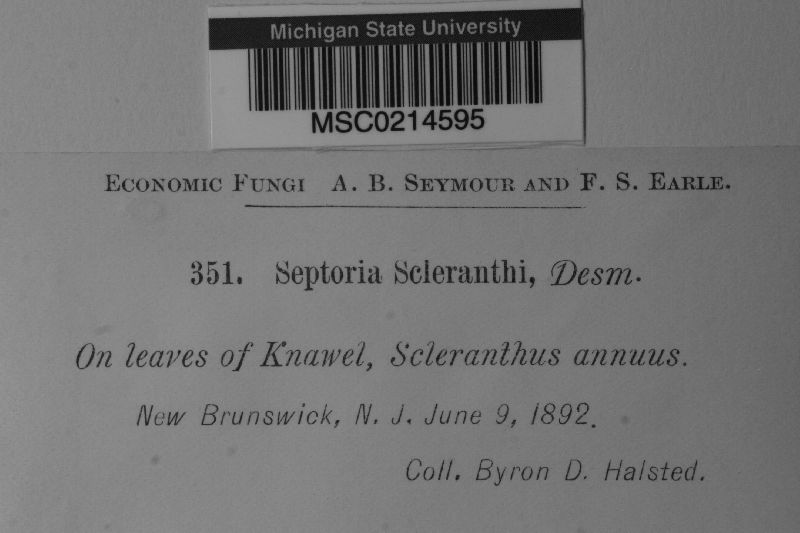 Michigan State University
MSC0214595
Economic Fungi A. B. Seymour and F. S. Earle.
351. Septoria Scleranthi, Desm.
On leaves of Knawel, Scleranthus annuus.
New Brunswick, N. J. June 9, 1892.
Coll. Byron D. Halsted.